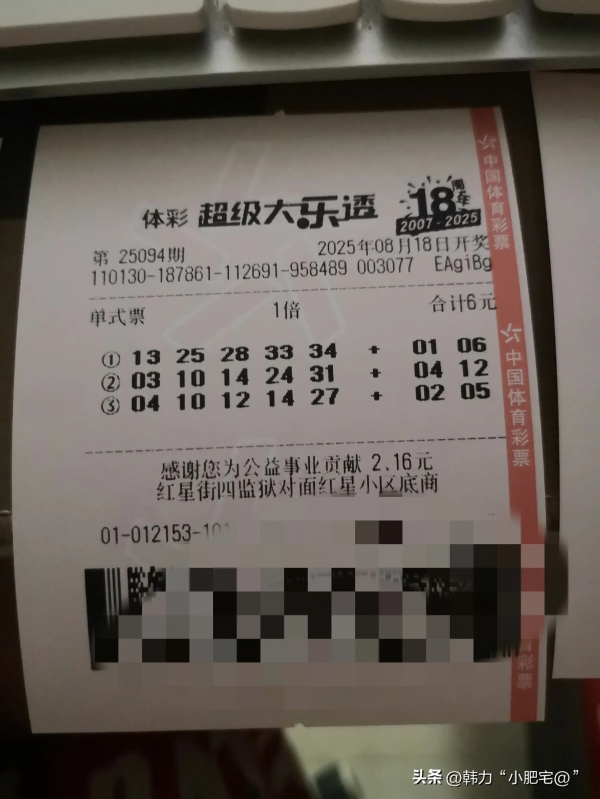 体彩 超级大乐透 18周年 2007-2025
第 25094期 2025年08月18日开奖
110130-187861-112691-958489 003077 EAgiBg
单式票 1倍 合计6元
① 13 25 28 33 34 + 01 06
② 03 10 14 24 31 + 04 12
③ 04 10 12 14 27 + 02 05
感谢您为公益事业贡献 2.16元
红星街四监狱对面红星小区底商
01-012153-101
中国体育彩票
中国体育彩票
育彩票
头条 @韩力“小肥宅@”